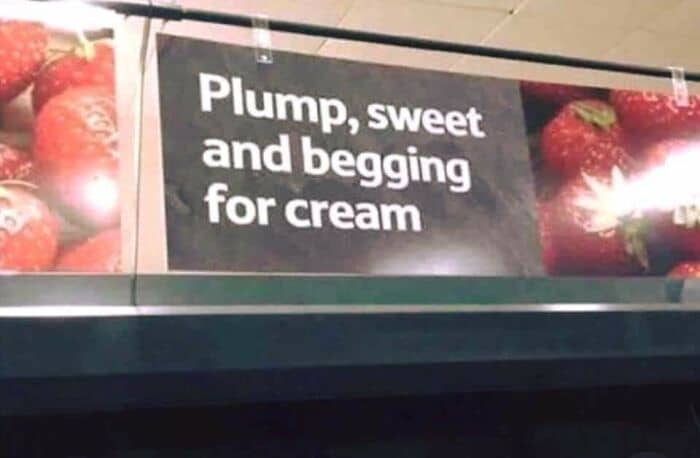 Plump, sweet
and begging
for cream